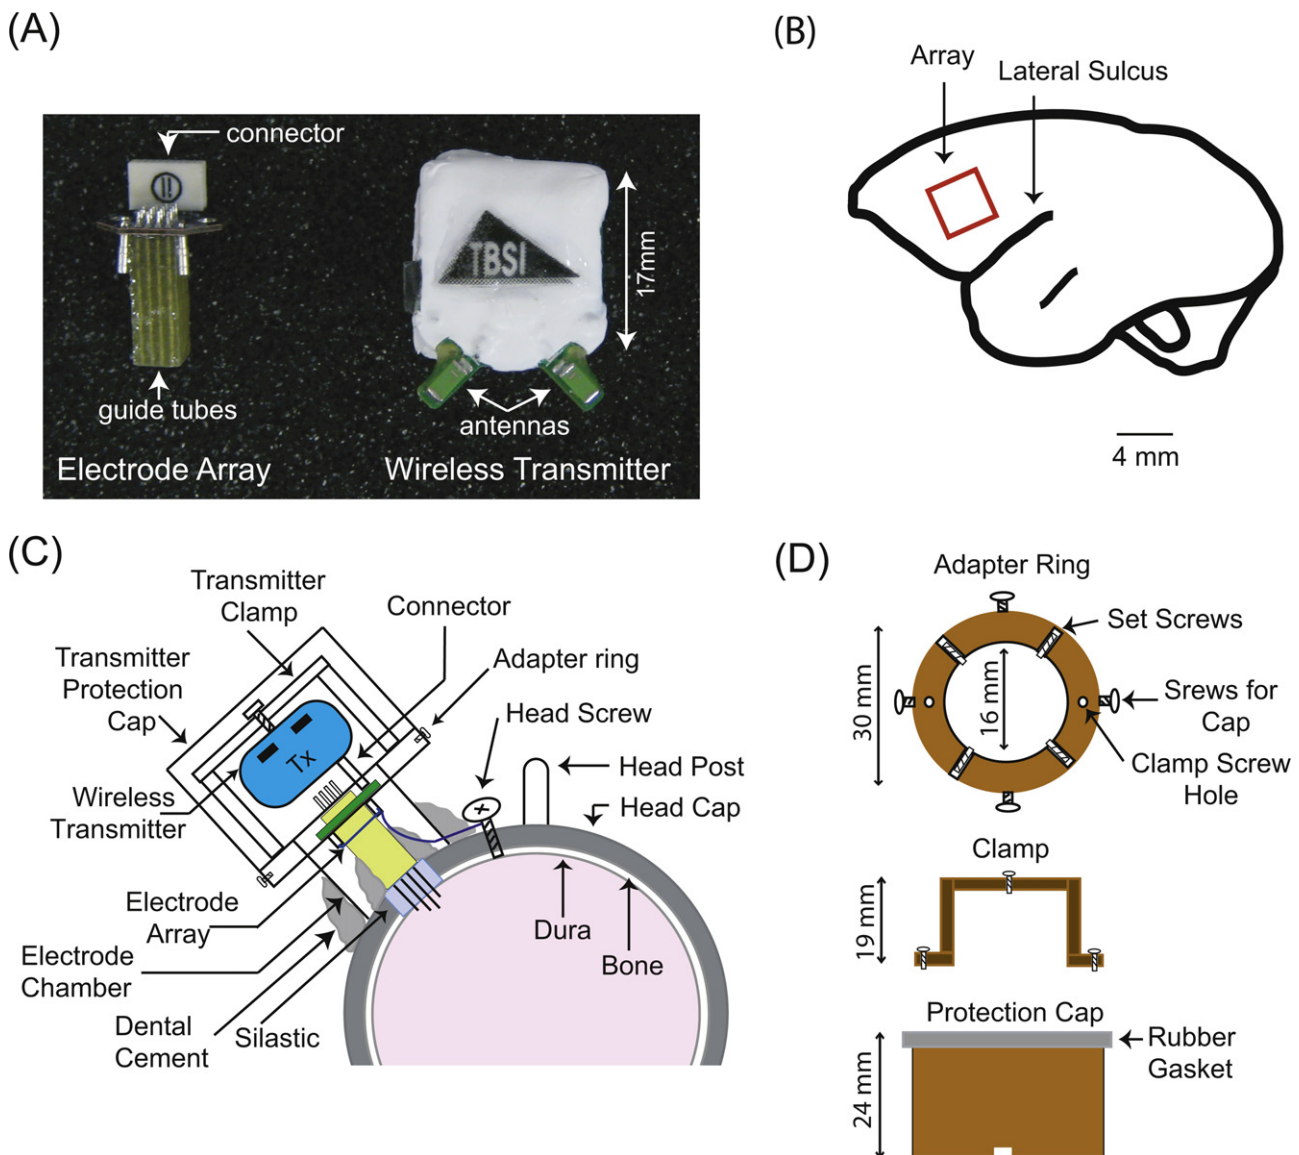 (A)
connector
TBSI
17mm
guide tubes
antennas
Electrode Array
Wireless Transmitter
(B)
Array
Lateral Sulcus
4 mm
(C)
Transmitter
Clamp
Connector
Transmitter
Protection
Cap
Adapter ring
Head Screw
Tx
Head Post
Wireless
Transmitter
Head Cap
Electrode
Array
Dura
Electrode
Chamber
Bone
Dental
Cement
Silastic
(D)
Adapter Ring
Set Screws
30 mm
16 mm
Srews for
Cap
Clamp Screw
Hole
Clamp
19 mm
Protection Cap
Rubber
Gasket
24 mm